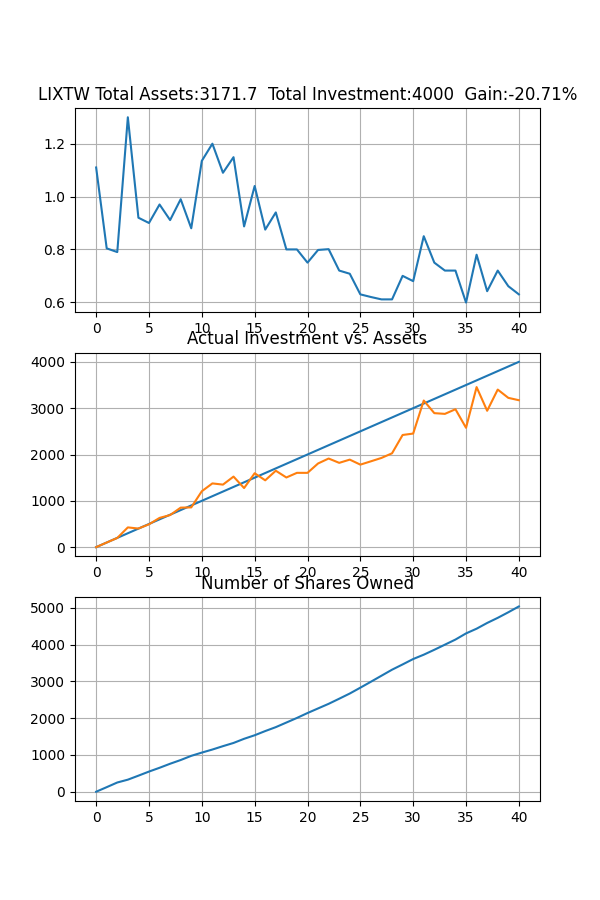 LIXTW Total Assets:3171.7  Total Investment:4000  Gain:-20.71%
1.2
1.0
0.8
0.6
0 5 10 15 20 25 30 35 40
Actual Investment vs. Assets
4000
3000
2000
1000
0
0 5 10 15 20 25 30 35 40
Number of Shares Owned
5000
4000
3000
2000
1000
0
0 5 10 15 20 25 30 35 40